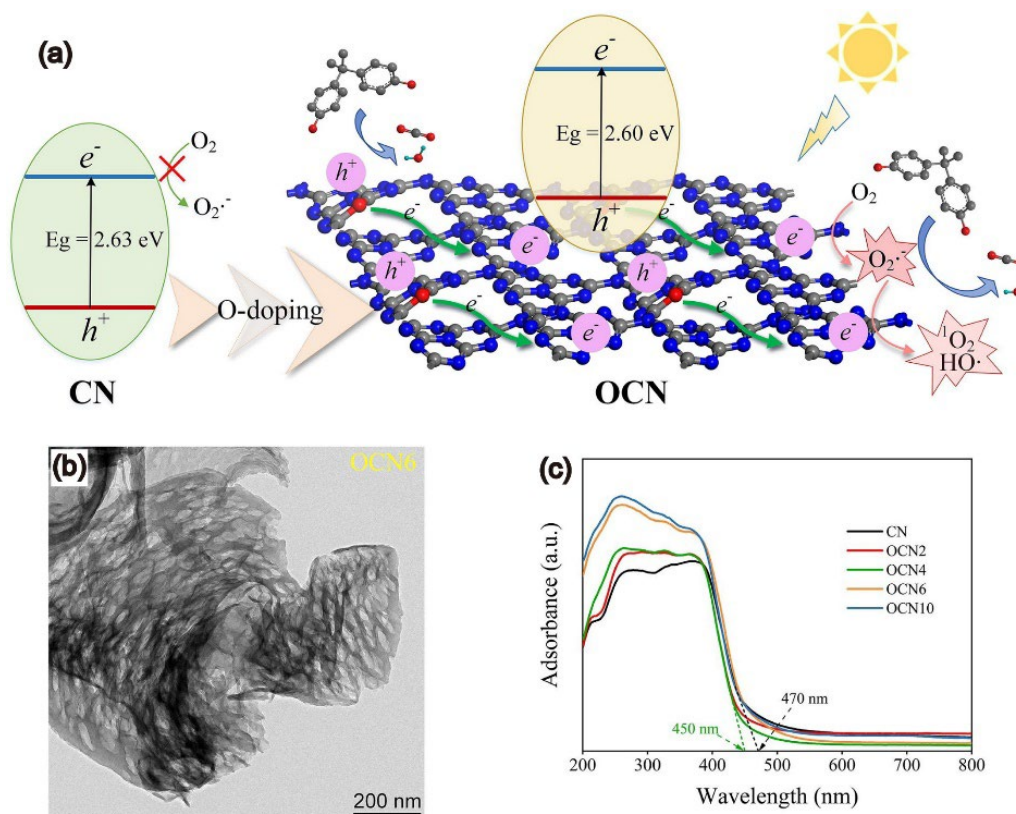 (a)
e⁻
O₂
O₂·⁻
Eg = 2.63 eV
h⁺
CN
O-doping
e⁻
Eg = 2.60 eV
h⁺
h⁺
e⁻
e⁻
h⁺
e⁻
e⁻
h⁺
e⁻
e⁻
e⁻
O₂
O₂·⁻
¹O₂
HO·
OCN
(b)
OCN6
200 nm
(c)
CN
OCN2
OCN4
OCN6
OCN10
470 nm
450 nm
Adsorbance (a.u.)
200 300 400 500 600 700 800
Wavelength (nm)